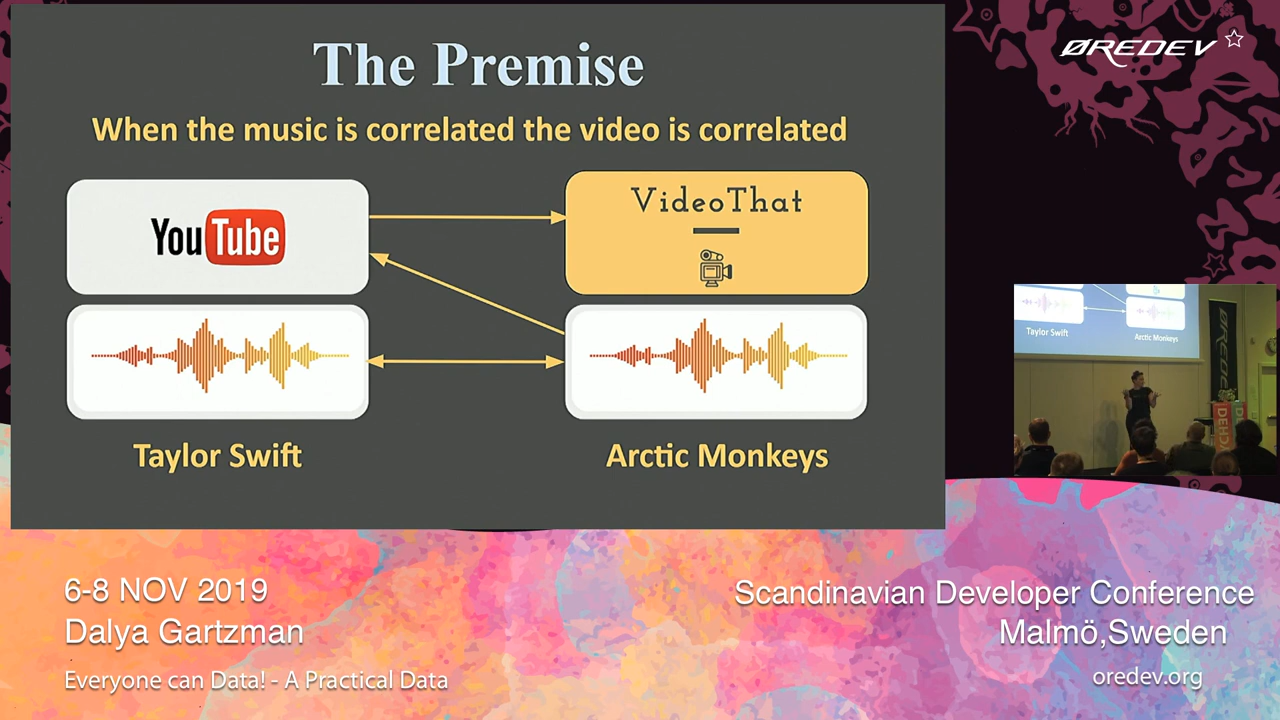 The Premise
When the music is correlated the video is correlated
YouTube
VideoThat
Taylor Swift
Arctic Monkeys
ØREDEV
Taylor Swift
Arctic Monkeys
6-8 NOV 2019
Dalya Gartzman
Everyone can Data! - A Practical Data
Scandinavian Developer Conference
Malmö,Sweden
oredev.org